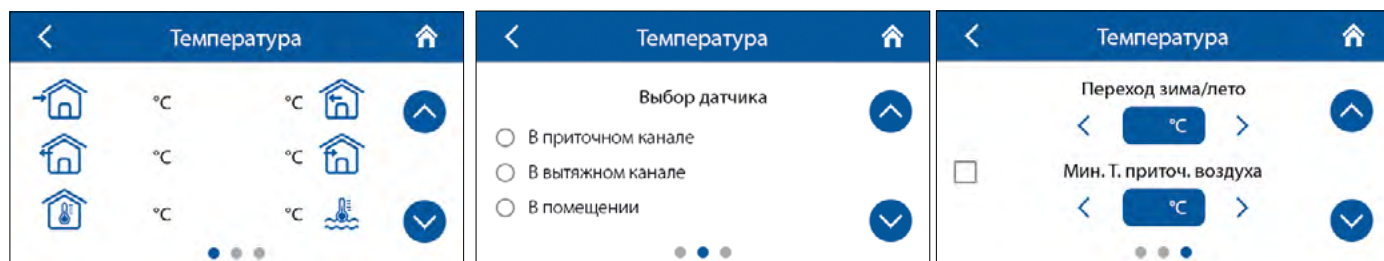 Температура
°C °C
°C °C
°C °C
Температура
Выбор датчика
В приточном канале
В вытяжном канале
В помещении
Температура
Переход зима/лето
°C
Мин. Т. приточ. воздуха
°C